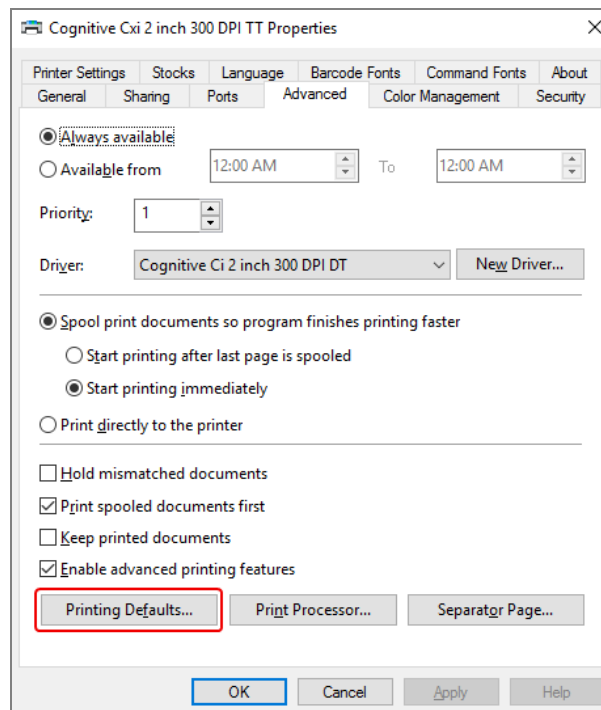 Cognitive Cxi 2 inch 300 DPI TT Properties
Printer Settings Stocks Language Barcode Fonts Command Fonts About
General Sharing Ports Advanced Color Management Security
Always available
Available from 12:00 AM To 12:00 AM
Priority: 1
Driver: Cognitive Ci 2 inch 300 DPI DT New Driver...
Spool print documents so program finishes printing faster
Start printing after last page is spooled
Start printing immediately
Print directly to the printer
Hold mismatched documents
Print spooled documents first
Keep printed documents
Enable advanced printing features
Printing Defaults... Print Processor... Separator Page...
OK Cancel Apply Help